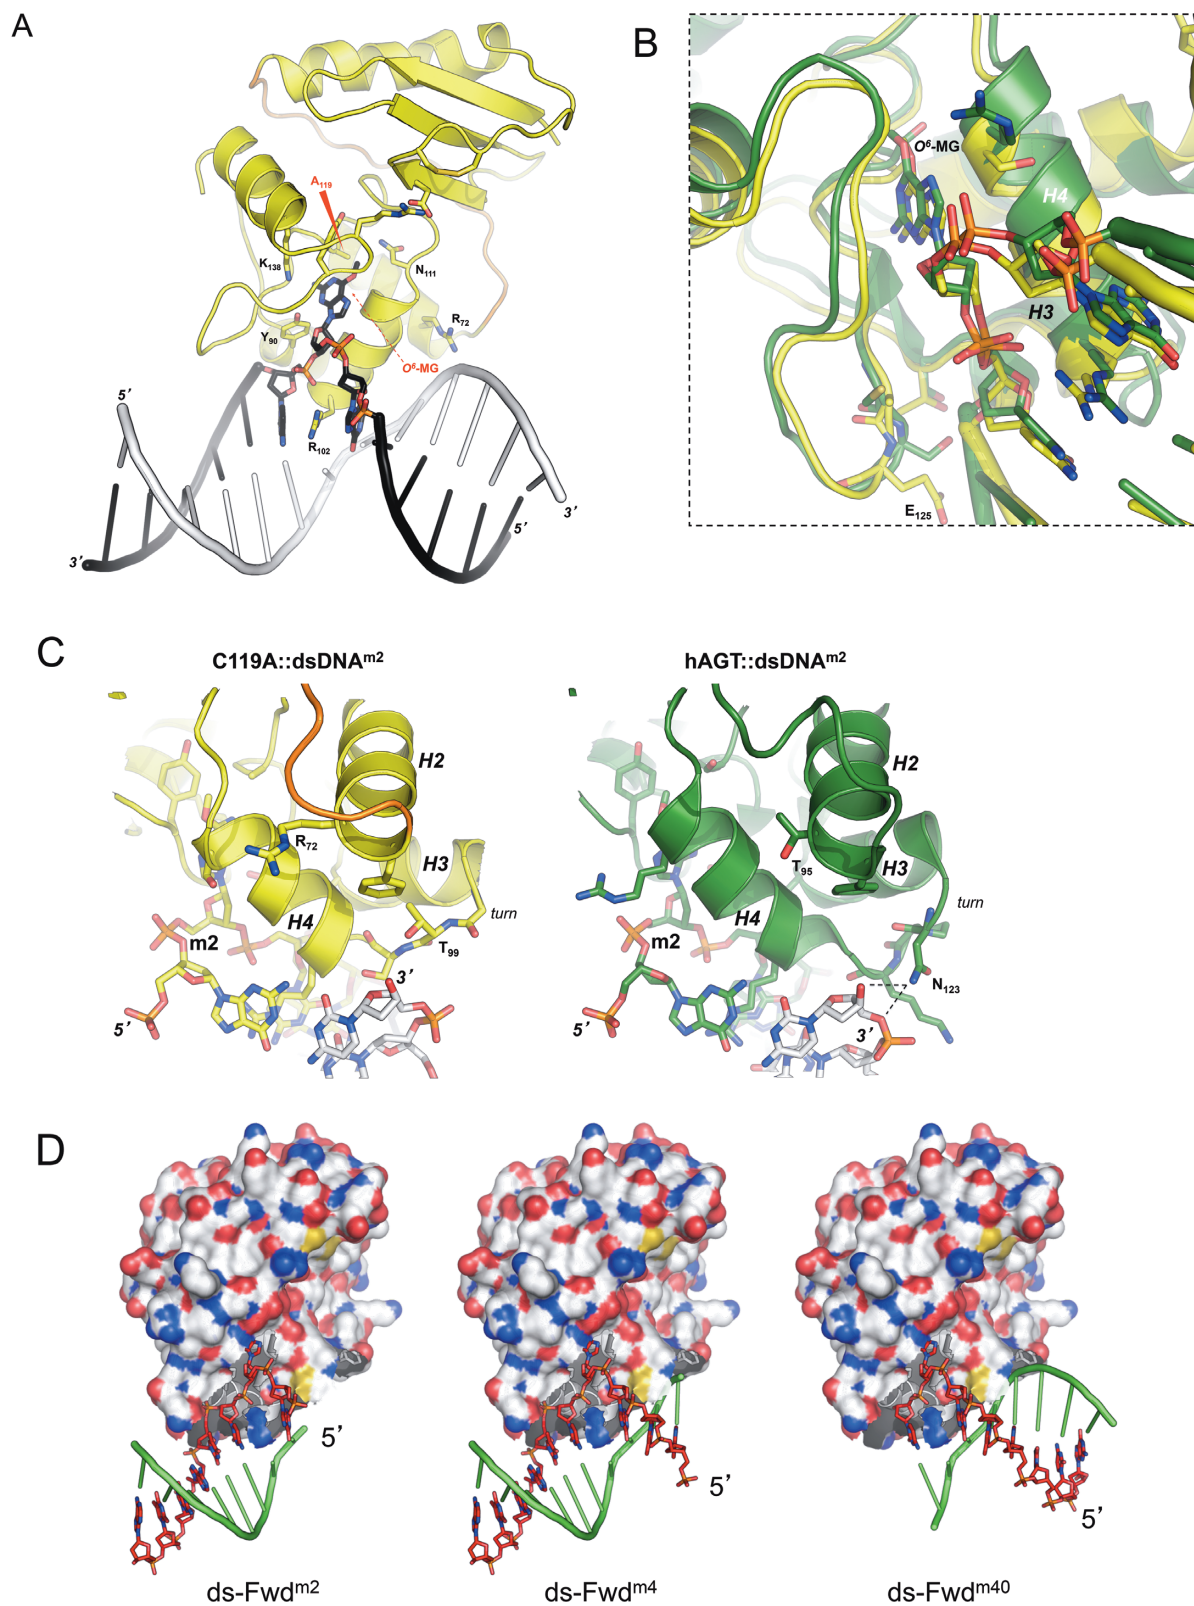 A
A₁₁₉
K₁₃₈
N₁₁₁
Y₉₀
R₇₂
O⁶-MG
5’
R₁₀₂
3’
5’
3’
B
O⁶-MG
H4
H3
E₁₂₅
C
C119A::dsDNAᵐ²
H2
R₇₂
H3
H4
turn
m2
T₉₉
3’
5’
hAGT::dsDNAᵐ²
H2
T₉₅
H3
H4
turn
m2
N₁₂₃
3’
5’
D
5’
5’
5’
ds-Fwdᵐ²
ds-Fwdᵐ⁴
ds-Fwdᵐ⁴⁰